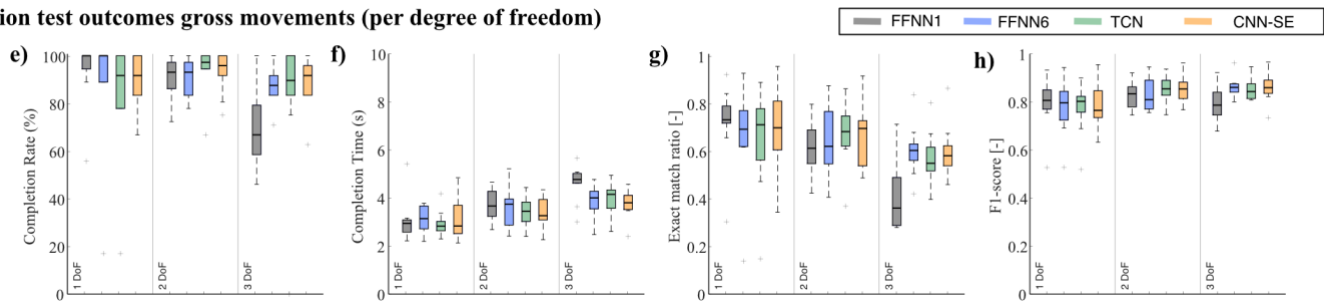 ion test outcomes gross movements (per degree of freedom)
FFNN1 FFNN6 TCN CNN-SE
e)
Completion Rate (%)
100
80
60
40
20
0
1 DoF
2 DoF
3 DoF
f)
Completion Time (s)
10
8
6
4
2
0
1 DoF
2 DoF
3 DoF
g)
Exact match ratio [-]
1
0.8
0.6
0.4
0.2
0
1 DoF
2 DoF
3 DoF
h)
F1-score [-]
1
0.8
0.6
0.4
0.2
0
1 DoF
2 DoF
3 DoF